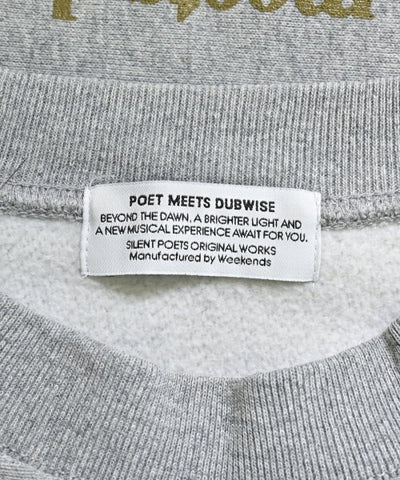 POET MEETS DUBWISE
BEYOND THE DAWN, A BRIGHTER LIGHT AND
A NEW MUSICAL EXPERIENCE AWAIT FOR YOU.
SILENT POETS ORIGINAL WORKS
Manufactured by Weekends